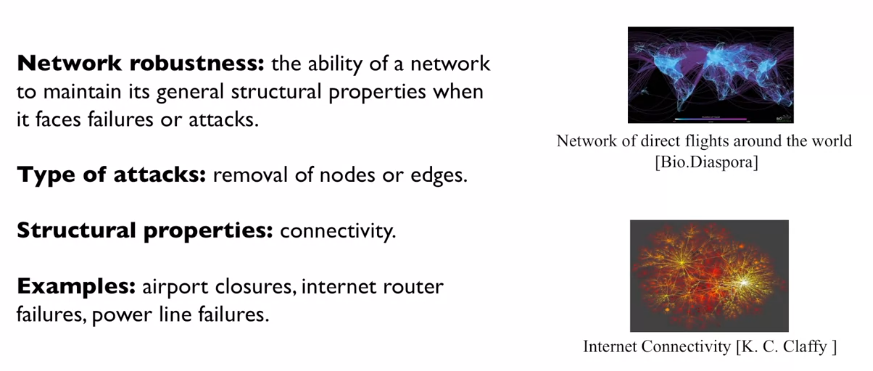 Network robustness: the ability of a network
to maintain its general structural properties when
it faces failures or attacks.
Type of attacks: removal of nodes or edges.
Structural properties: connectivity.
Examples: airport closures, internet router
failures, power line failures.
Network of direct flights around the world
[Bio.Diaspora]
Internet Connectivity [K. C. Claffy ]